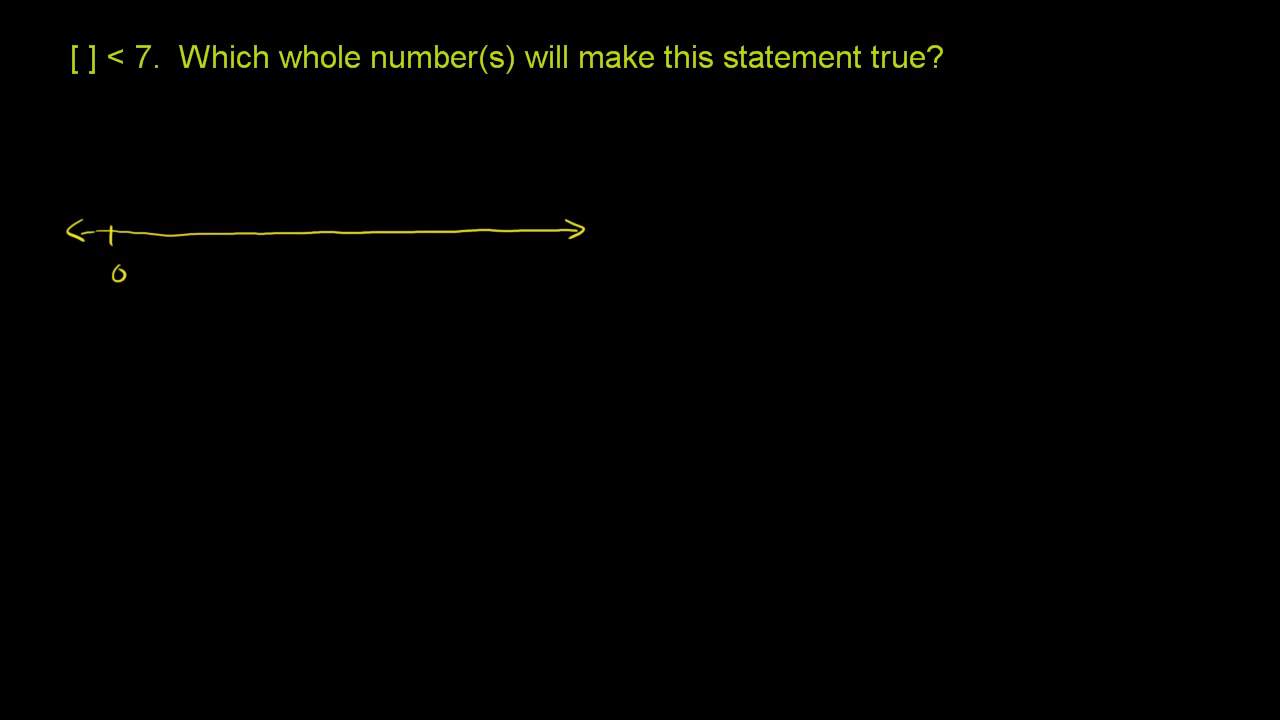 [ ] < 7.  Which whole number(s) will make this statement true?
0